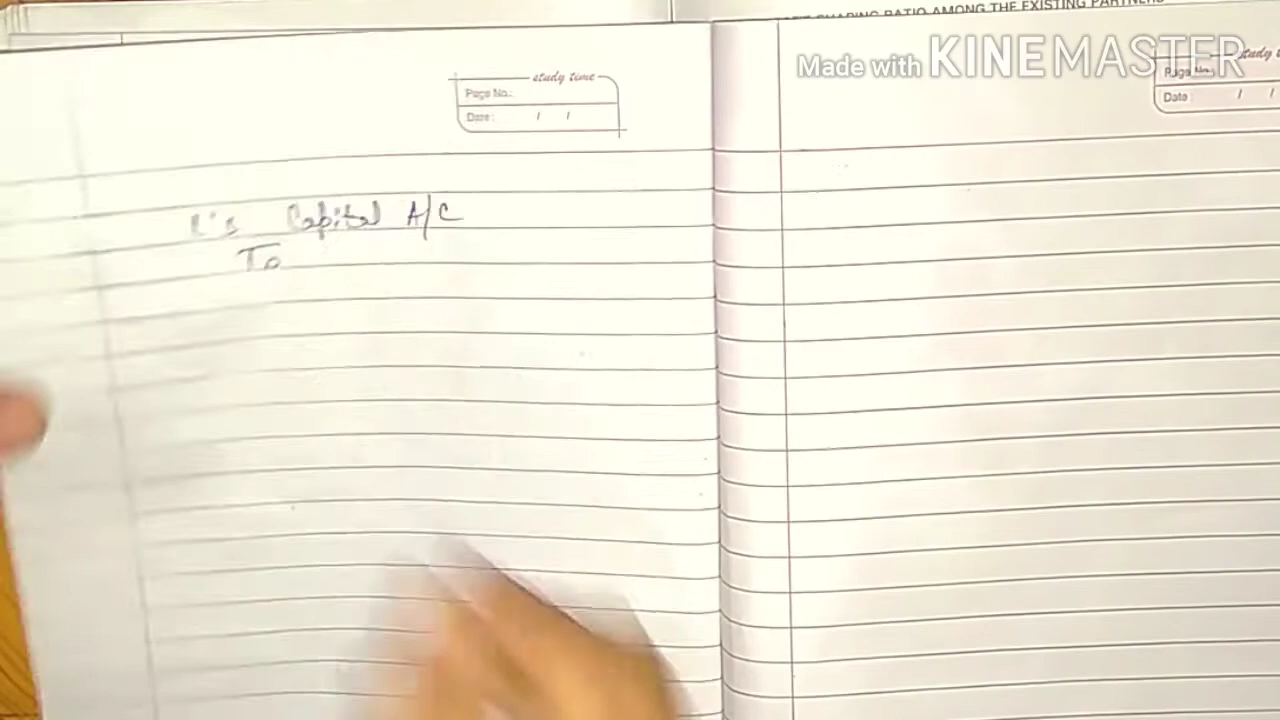 SHARING RATIO AMONG THE EXISTING PARTNERS
Made with KINEMASTER
study time
Page No.:
Date: / /
study t
Page No.:
Date: / /
Capital A/C
To